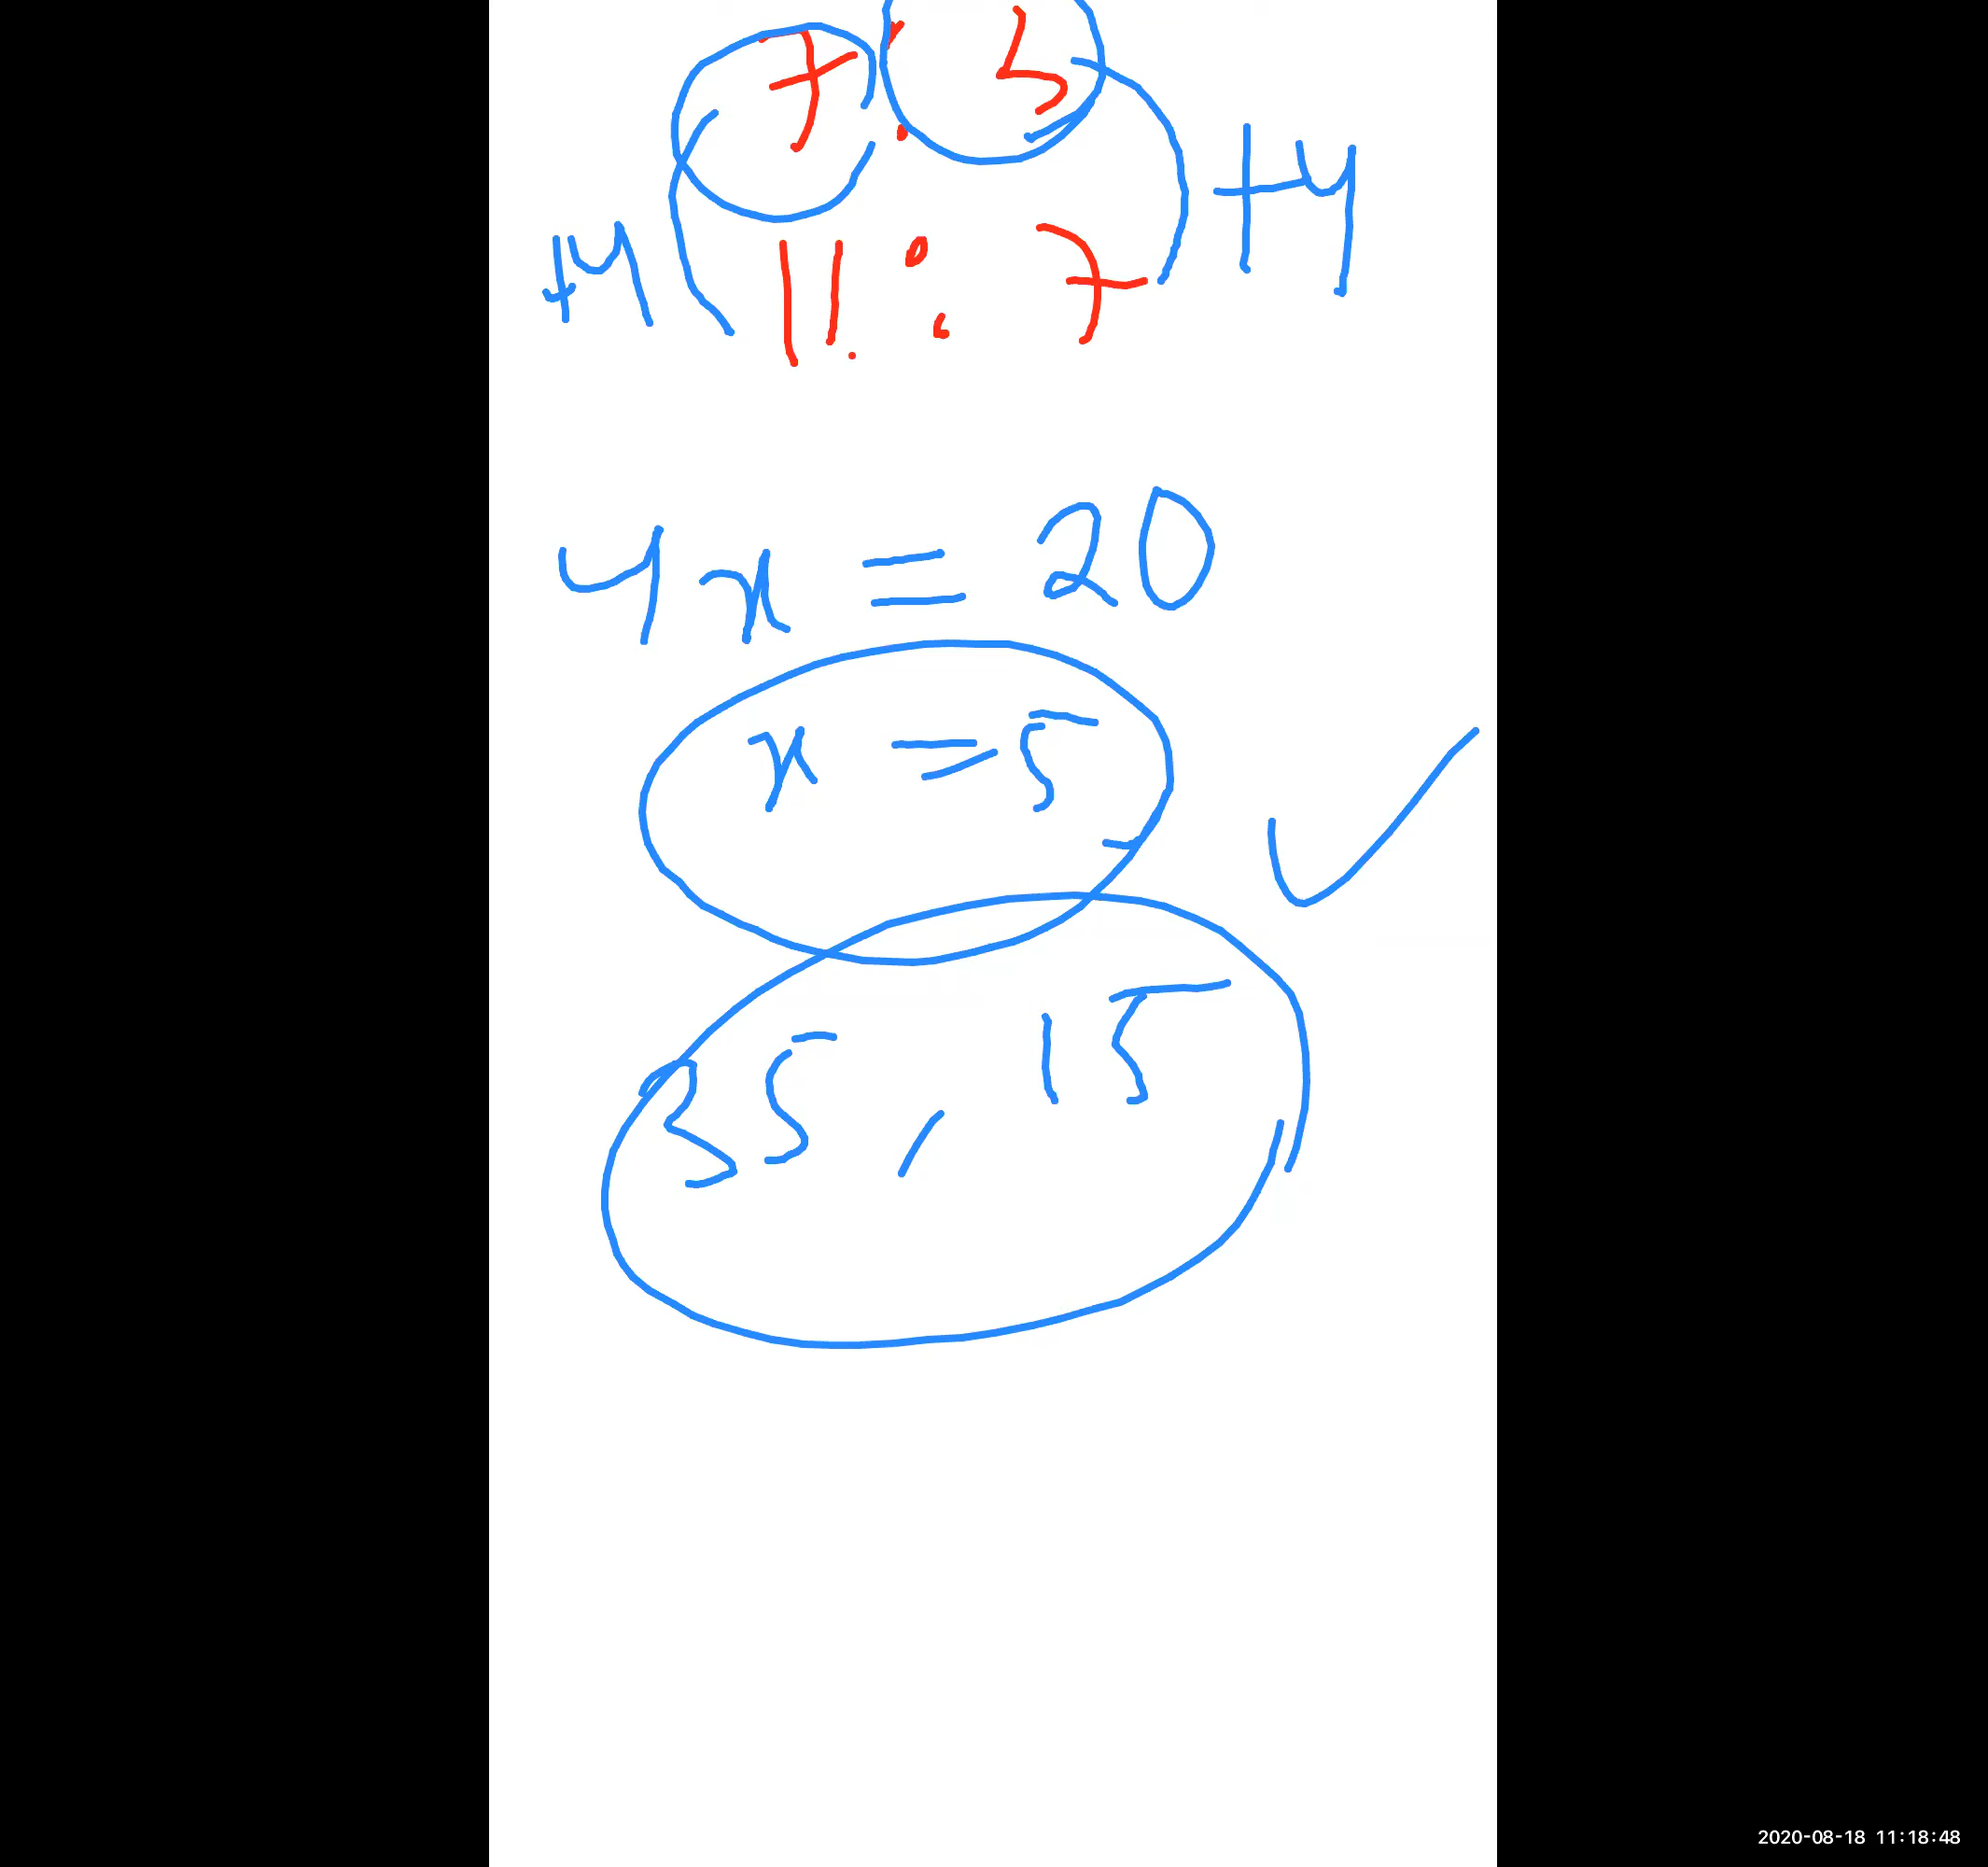 7 : 3
+4 11 : 7 +4
4x = 20
x = 5
35, 15
2020-08-18 11:18:48